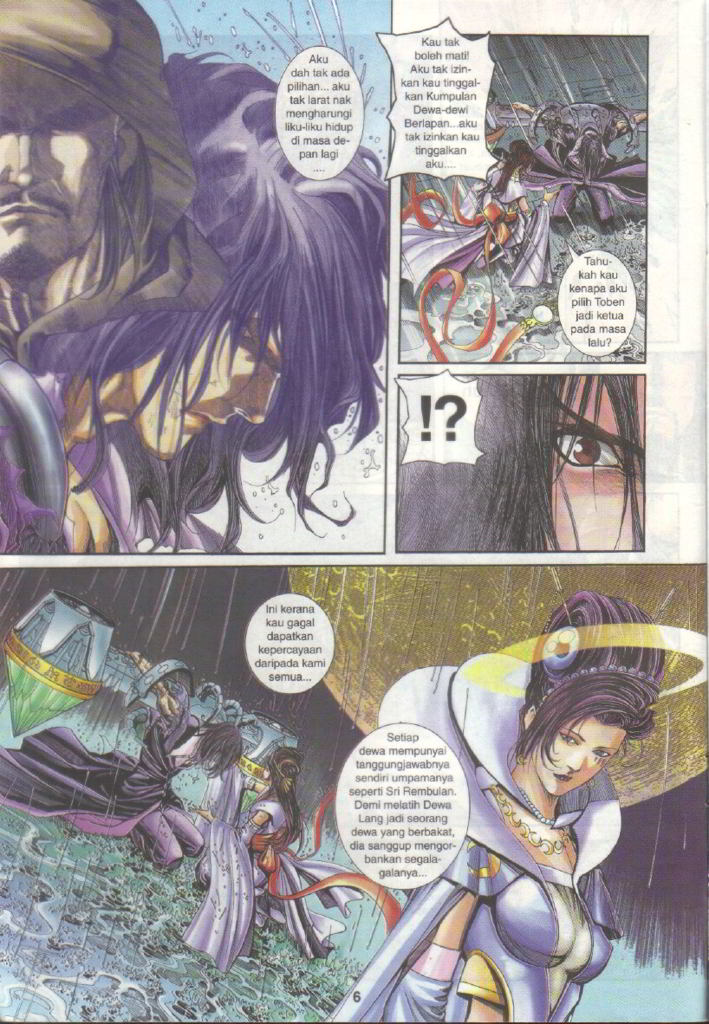 Aku
dah tak ada
pilihan... aku
tak larat nak
mengharungi
liku-liku hidup
di masa de-
pan lagi
....
Kau tak
boleh mati!
Aku tak izin-
kan kau tinggal-
kan Kumpulan
Dewa-dewi
Berlapan...aku
tak izinkan kau
tinggalkan
aku....
Tahu-
kah kau
kenapa aku
pilih Toben
jadi ketua
pada masa
lalu?
!?
Ini kerana
kau gagal
dapatkan
kepercayaan
daripada kami
semua...
Setiap
dewa mempunyai
tanggungjawabnya
sendiri umpamanya
seperti Sri Rembulan.
Demi melatih Dewa
Lang jadi seorang
dewa yang berbakat,
dia sanggup mengor-
bankan segala-
galanya...
6